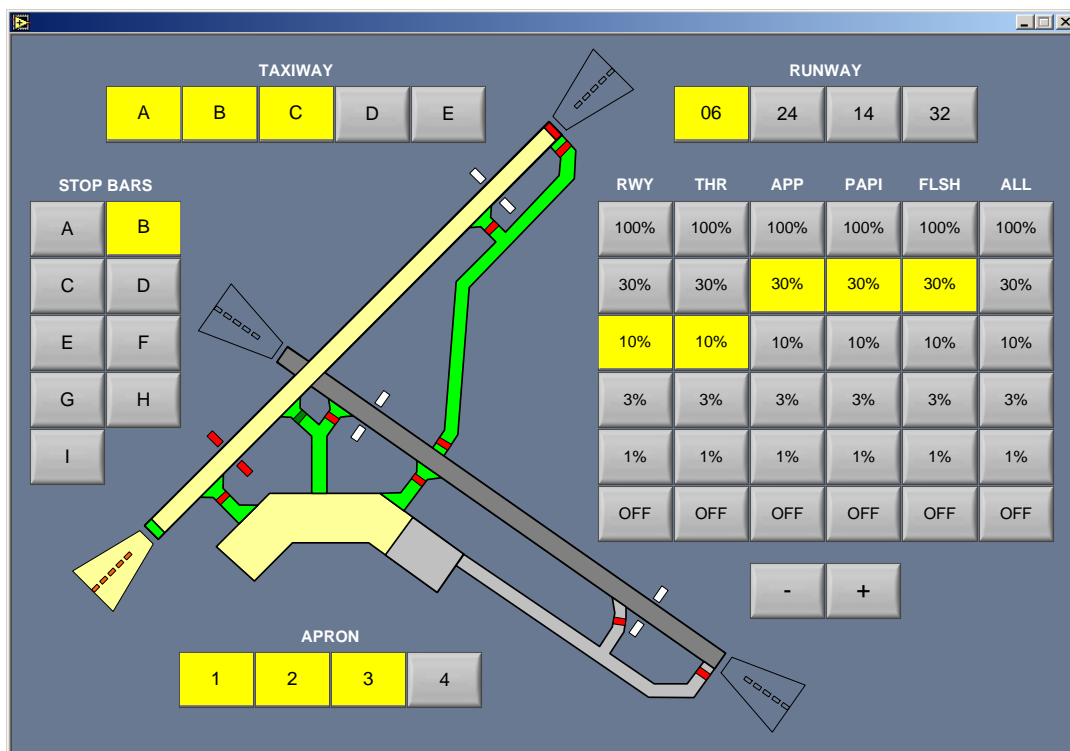 TAXIWAY
A B C D E
RUNWAY
06 24 14 32
STOP BARS
A B
C D
E F
G H
I
RWY THR APP PAPI FLSH ALL
100% 100% 100% 100% 100% 100%
30% 30% 30% 30% 30% 30%
10% 10% 10% 10% 10% 10%
3% 3% 3% 3% 3% 3%
1% 1% 1% 1% 1% 1%
OFF OFF OFF OFF OFF OFF
- +
APRON
1 2 3 4